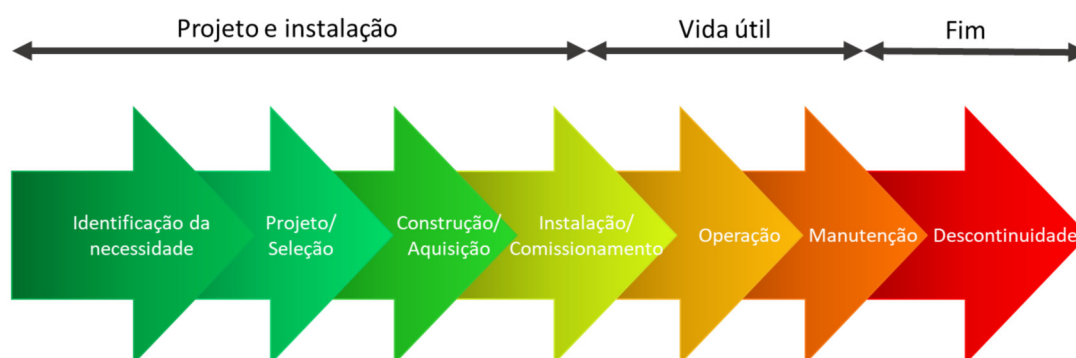 Projeto e instalação
Vida útil
Fim
Identificação da
necessidade
Projeto/
Seleção
Construção/
Aquisição
Instalação/
Comissionamento
Operação
Manutenção
Descontinuidade